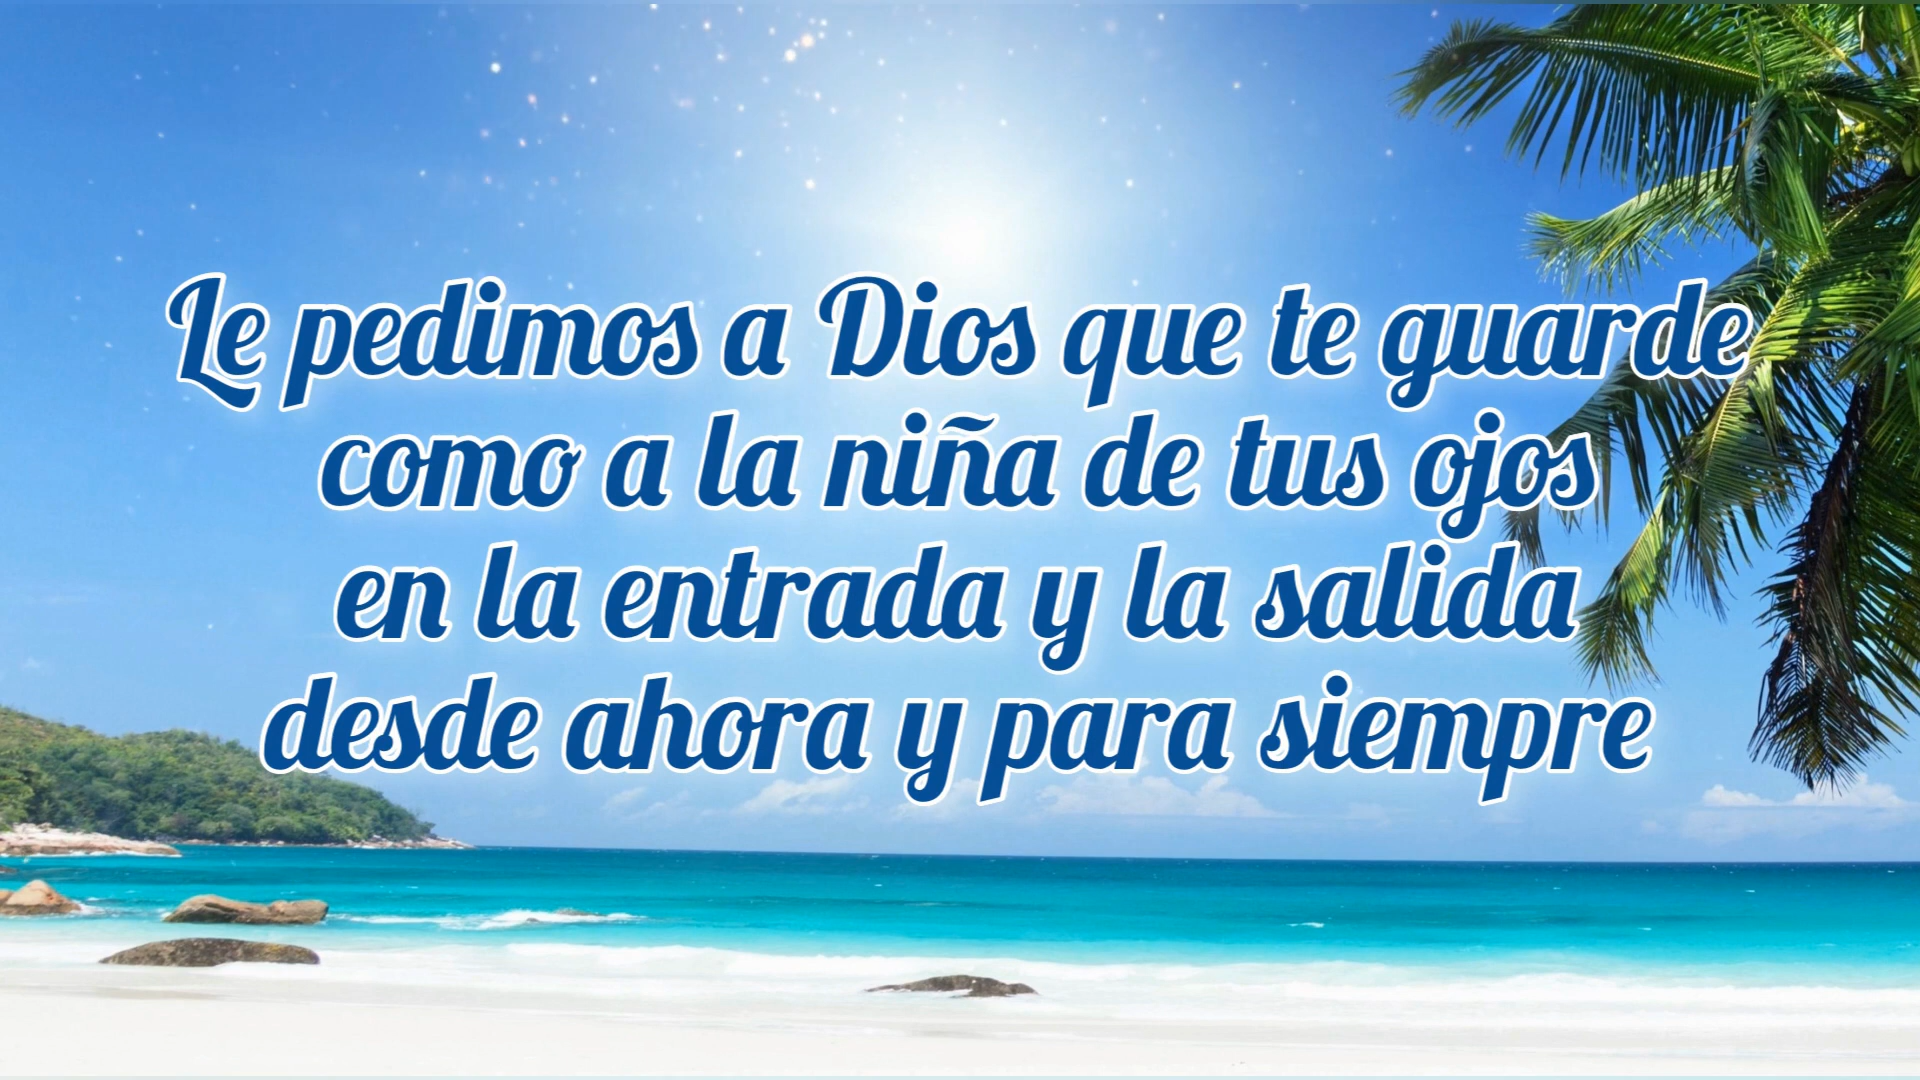 Le pedimos a Dios que te guarde
como a la niña de tus ojos
en la entrada y la salida
desde ahora y para siempre